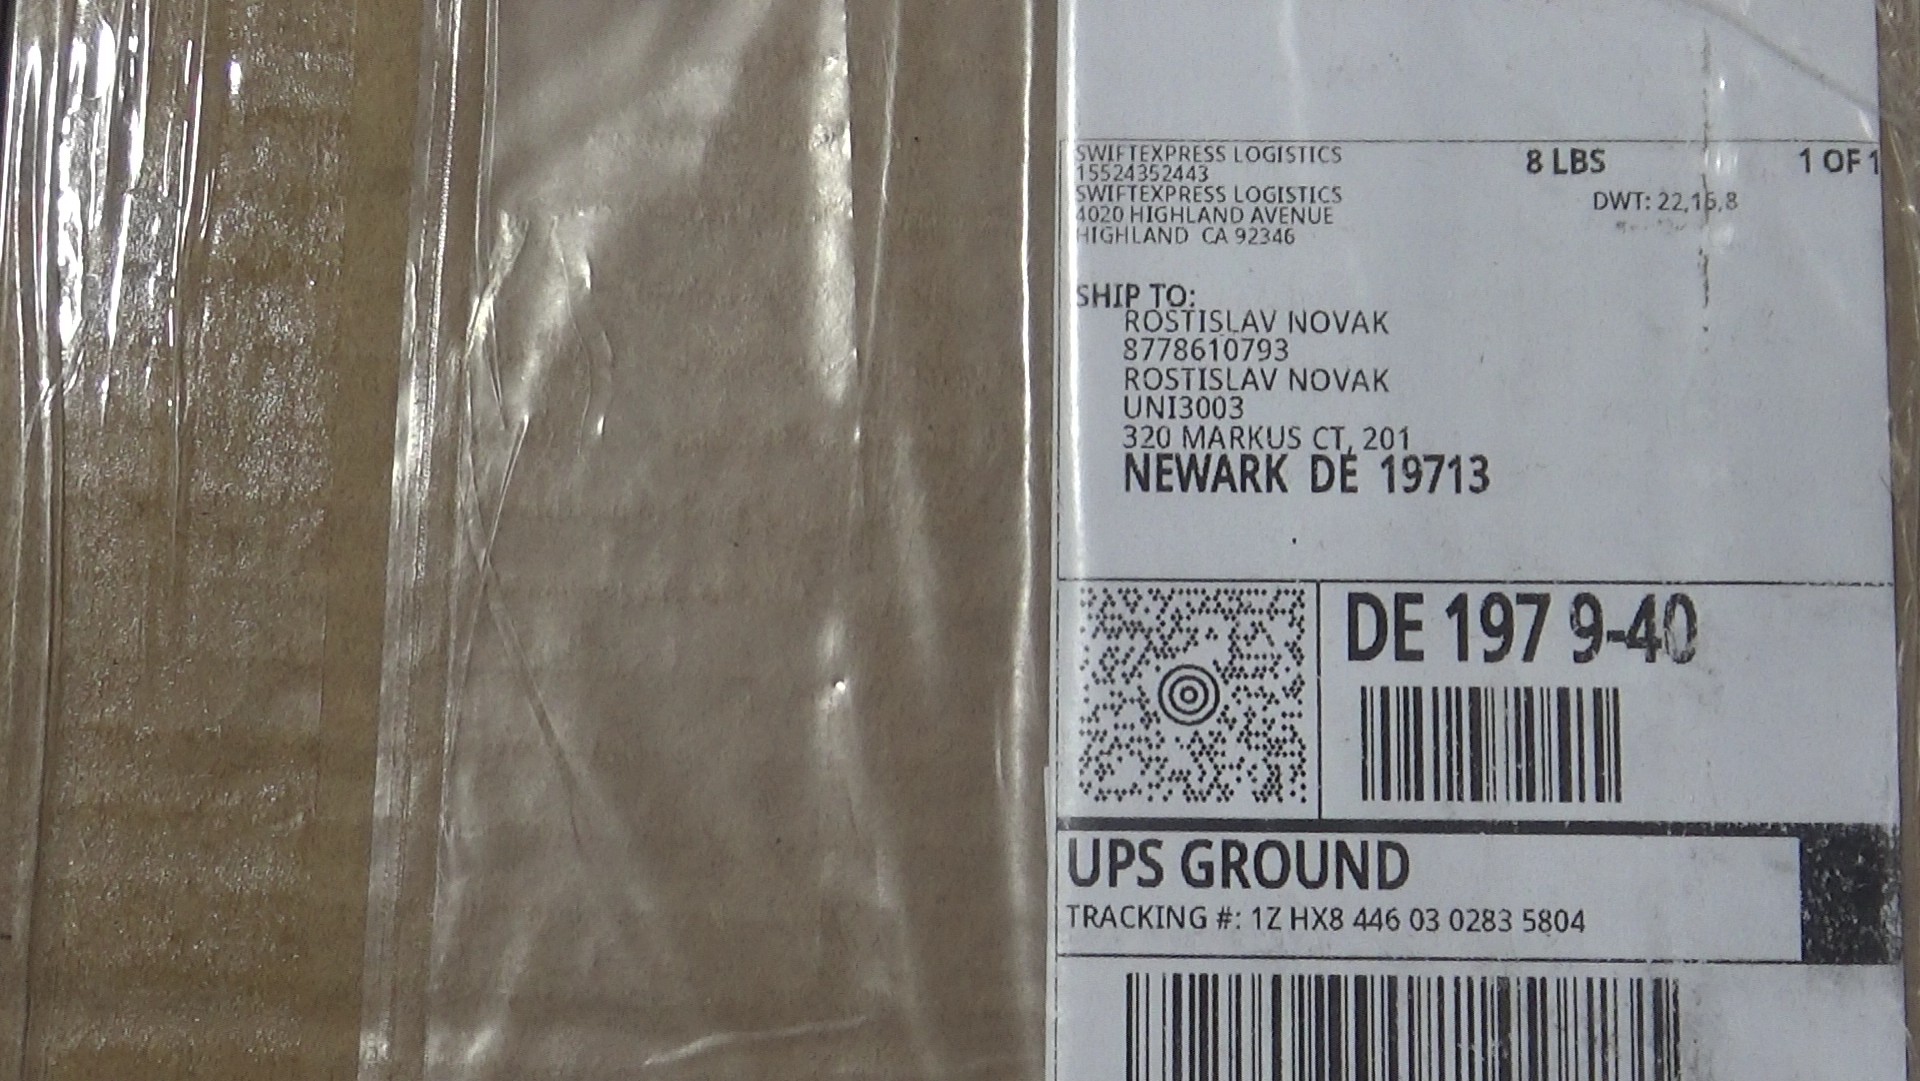 SWIFTEXPRESS LOGISTICS
15524352443
SWIFTEXPRESS LOGISTICS
4020 HIGHLAND AVENUE
HIGHLAND CA 92346
8 LBS
1 OF 1
DWT: 22,15,8
SHIP TO:
ROSTISLAV NOVAK
8778610793
ROSTISLAV NOVAK
UNI3003
320 MARKUS CT, 201
NEWARK DE 19713
DE 197 9-40
UPS GROUND
TRACKING #: 1Z HX8 446 03 0283 5804